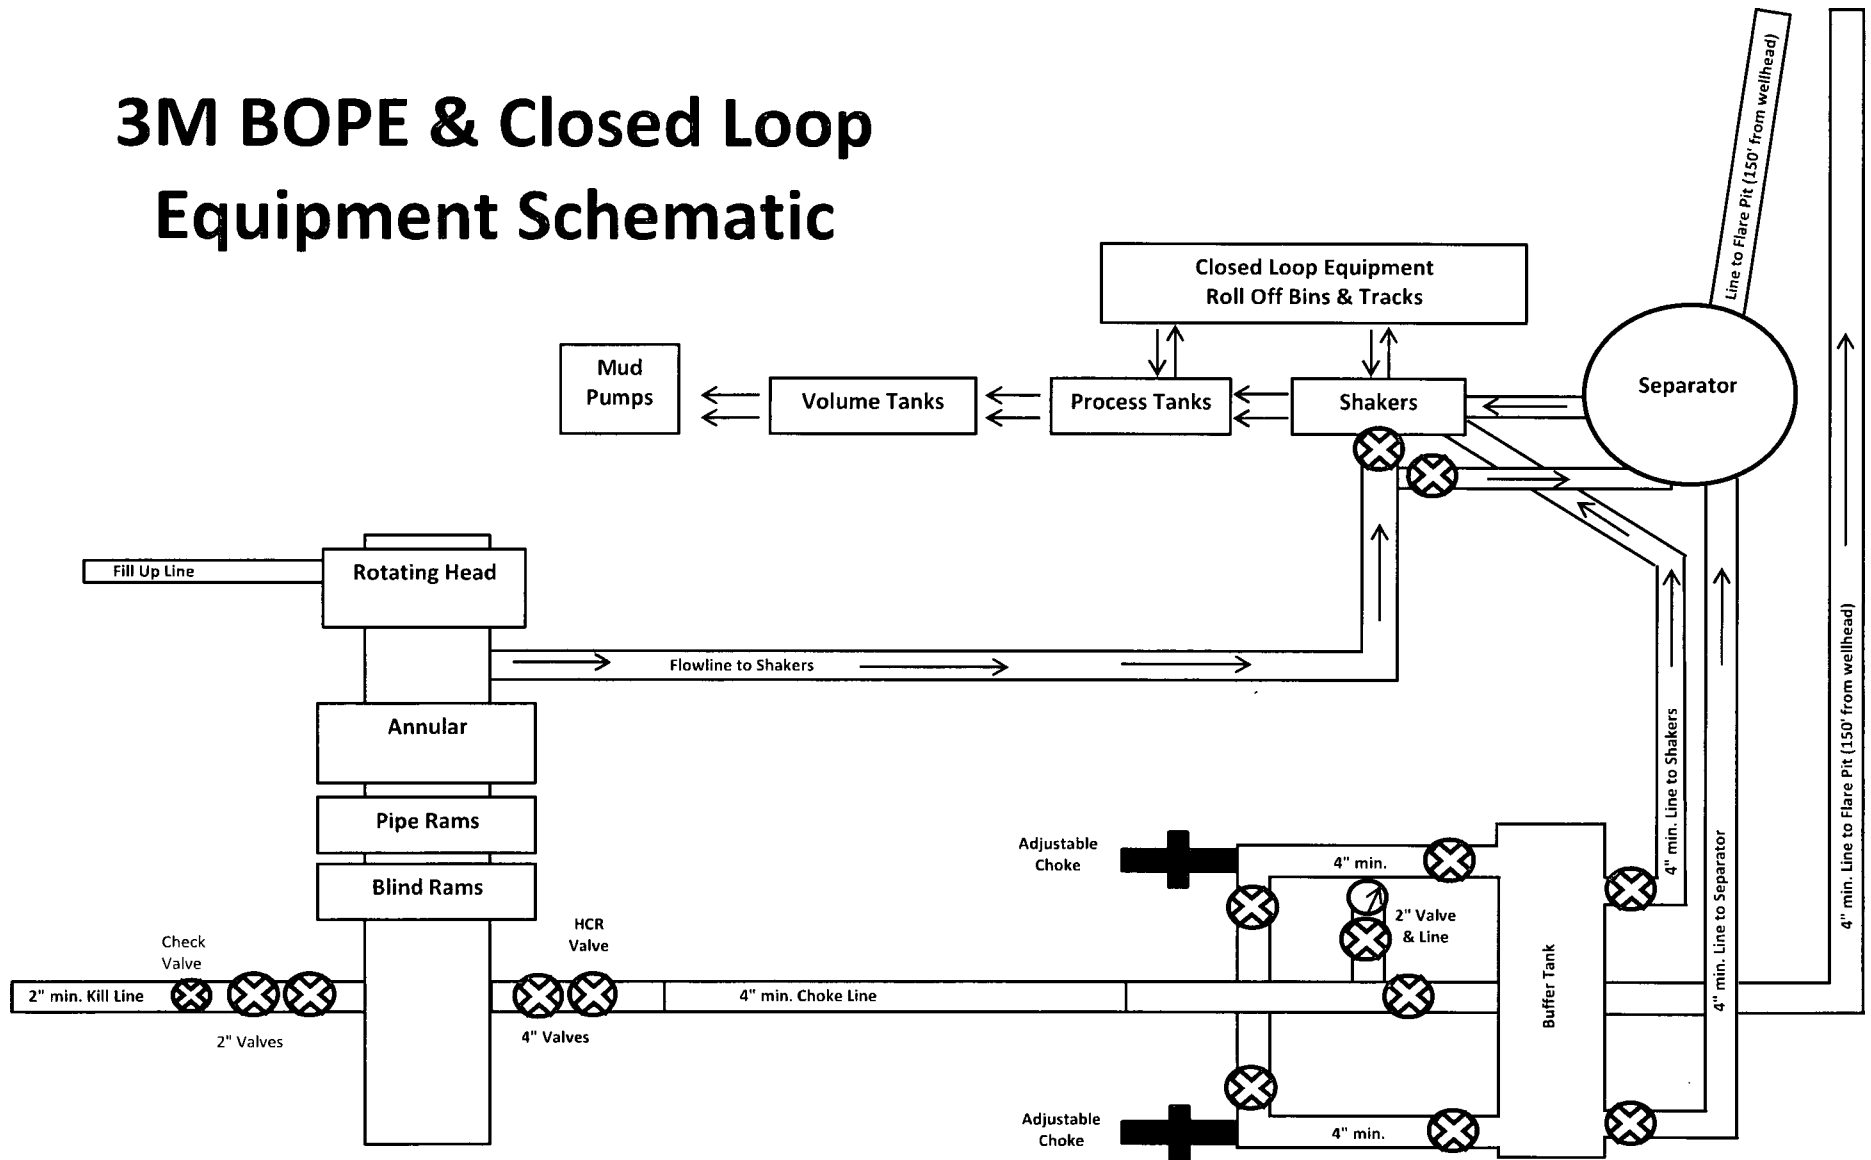 3M BOPE & Closed Loop
Equipment Schematic
Line to Flare Pit (150' from wellhead)
Closed Loop Equipment
Roll Off Bins & Tracks
Mud
Pumps
Volume Tanks
Process Tanks
Shakers
Separator
Fill Up Line
Rotating Head
Flowline to Shakers
Annular
Pipe Rams
Blind Rams
HCR
Valve
Check
Valve
2" min. Kill Line
2" Valves
4" Valves
4" min. Choke Line
Adjustable
Choke
4" min.
2" Valve
& Line
Buffer Tank
Adjustable
Choke
4" min.
4" min. Line to Shakers
4" min. Line to Separator
4" min. Line to Flare Pit (150' from wellhead)